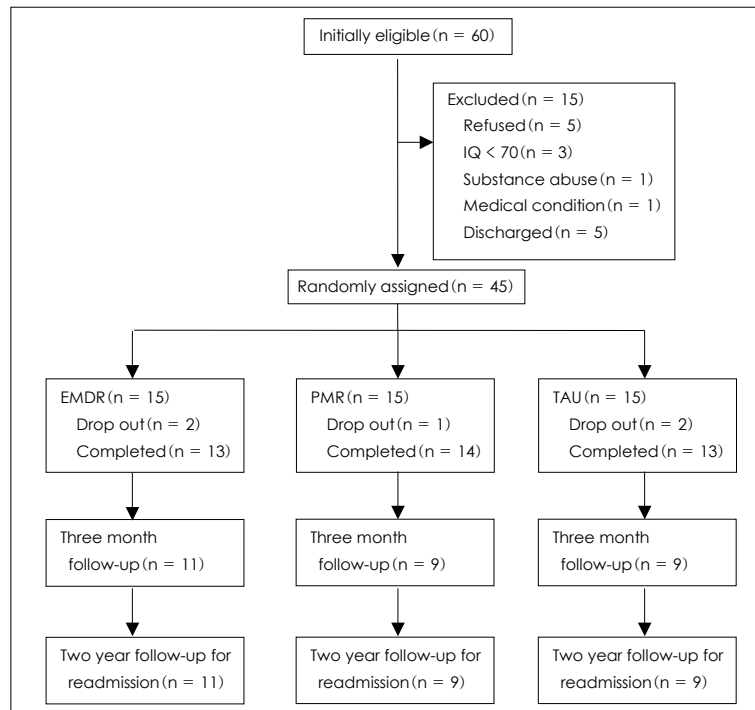 Initially eligible (n = 60)
Excluded (n = 15)
Refused (n = 5)
IQ < 70 (n = 3)
Substance abuse (n = 1)
Medical condition (n = 1)
Discharged (n = 5)
Randomly assigned (n = 45)
EMDR (n = 15)
Drop out (n = 2)
Completed (n = 13)
PMR (n = 15)
Drop out (n = 1)
Completed (n = 14)
TAU (n = 15)
Drop out (n = 2)
Completed (n = 13)
Three month
follow-up (n = 11)
Three month
follow-up (n = 9)
Three month
follow-up (n = 9)
Two year follow-up for
readmission (n = 11)
Two year follow-up for
readmission (n = 9)
Two year follow-up for
readmission (n = 9)